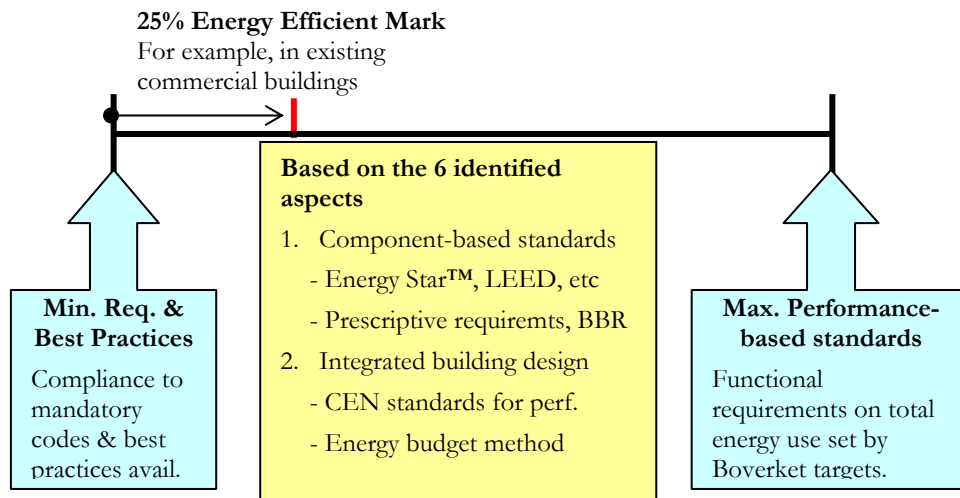 25% Energy Efficient Mark
For example, in existing
commercial buildings
Based on the 6 identified
aspects
1. Component-based standards
- Energy Star™, LEED, etc
- Prescriptive requiremts, BBR
2. Integrated building design
- CEN standards for perf.
- Energy budget method
Min. Req. &
Best Practices
Compliance to
mandatory
codes & best
practices avail.
Max. Performance-
based standards
Functional
requirements on total
energy use set by
Boverket targets.